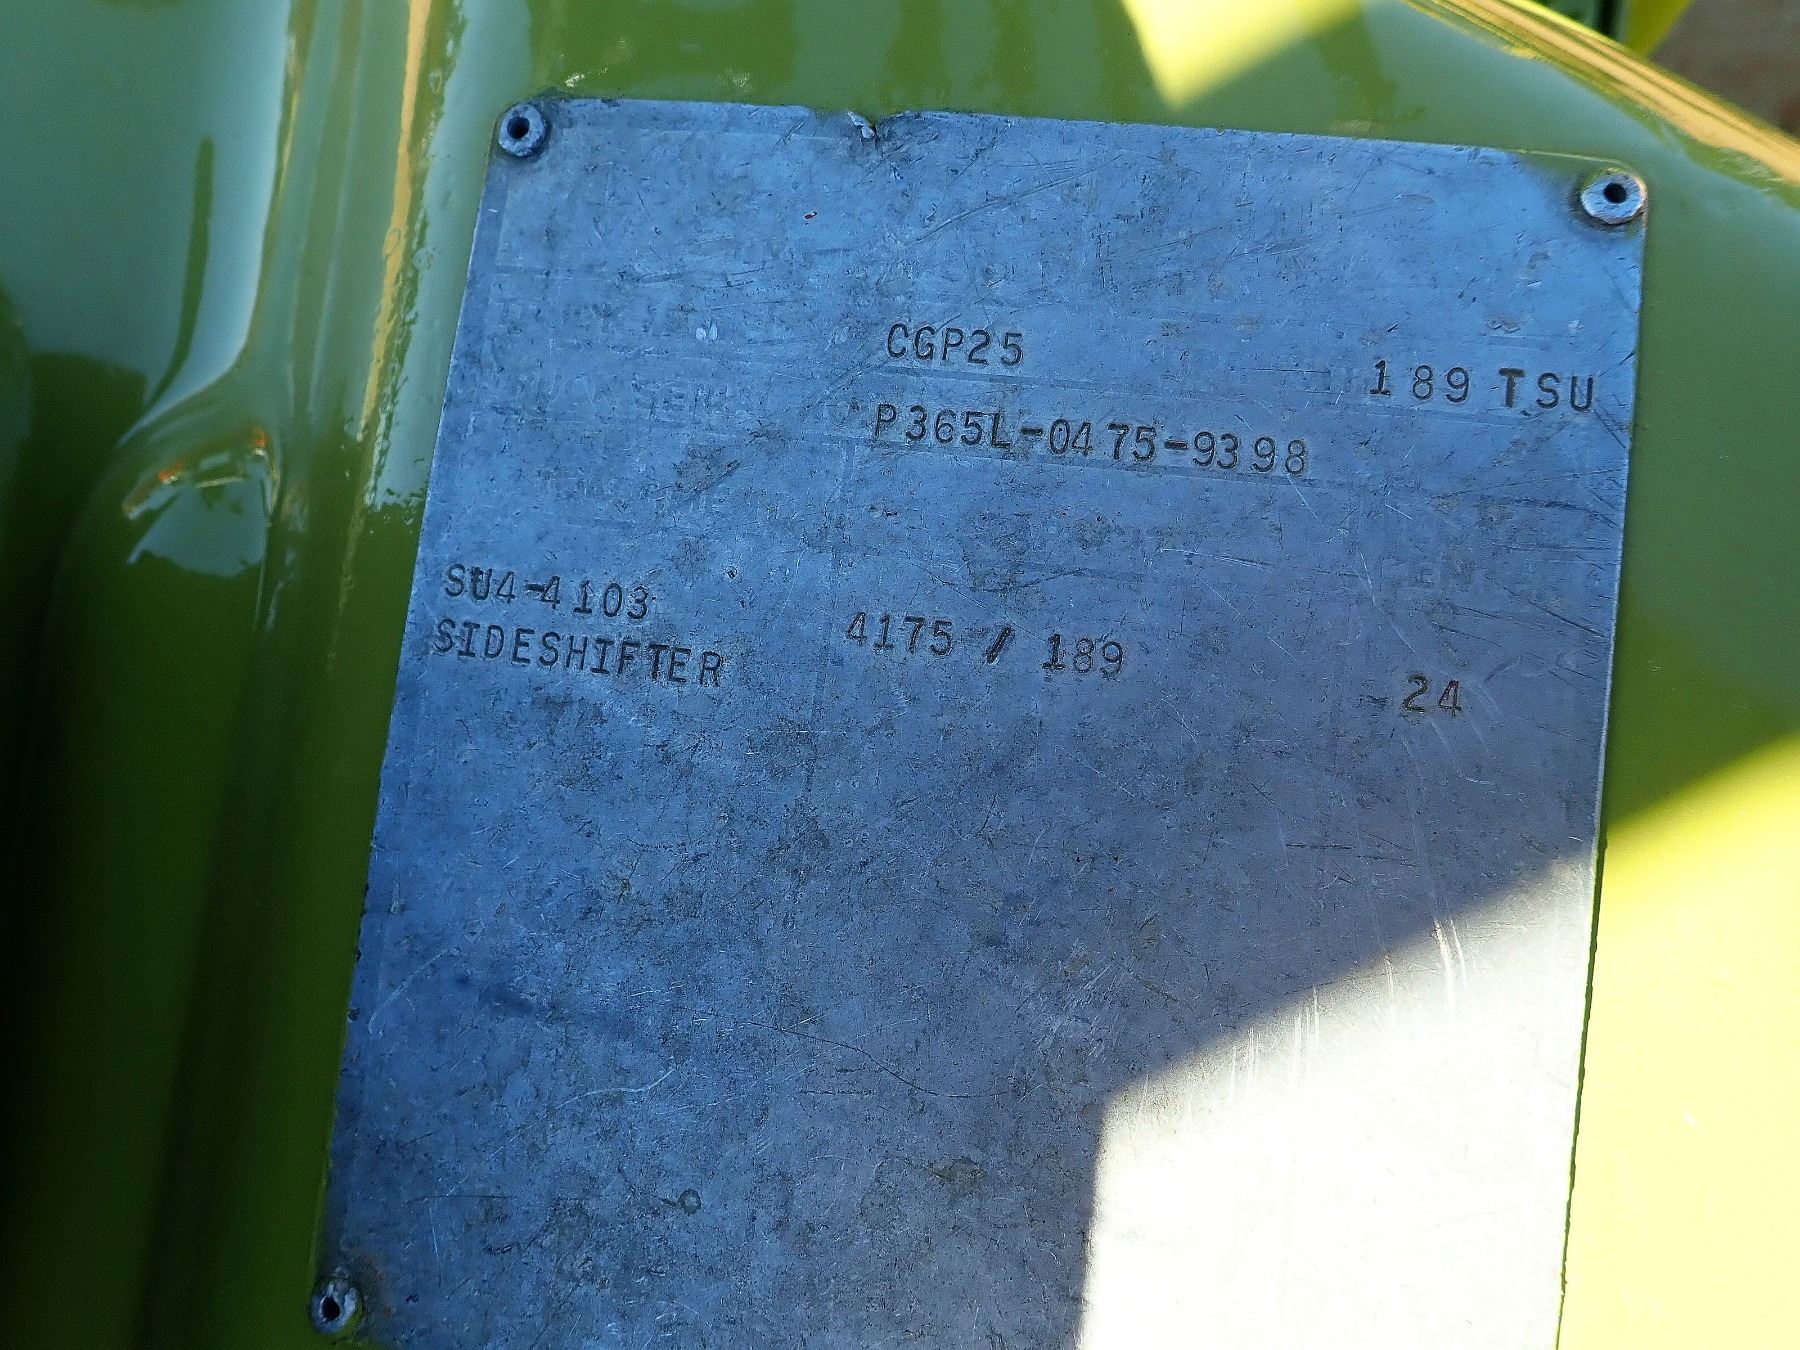 CGP25 189 TSU
P365L-0475-9398
SU4-4103
SIDESHIFTER 4175 / 189 24